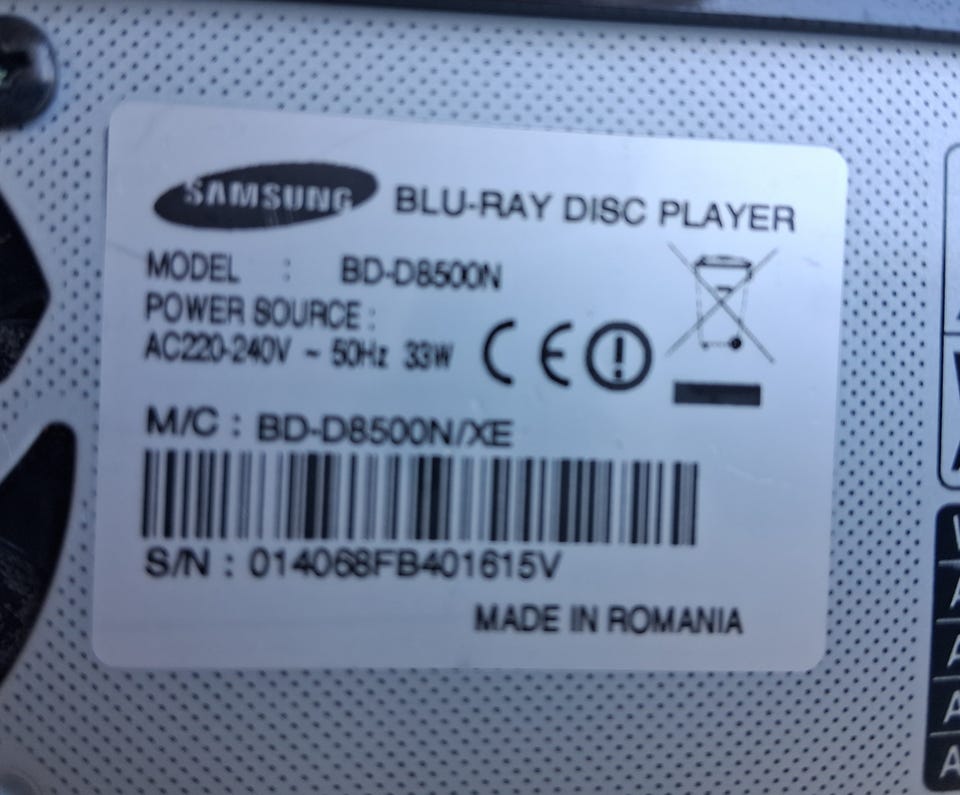 SAMSUNG BLU-RAY DISC PLAYER
MODEL : BD-D8500N
POWER SOURCE :
AC220-240V ~ 50Hz 33W CE
M/C : BD-D8500N/XE
S/N : 014068FB401615V
MADE IN ROMANIA